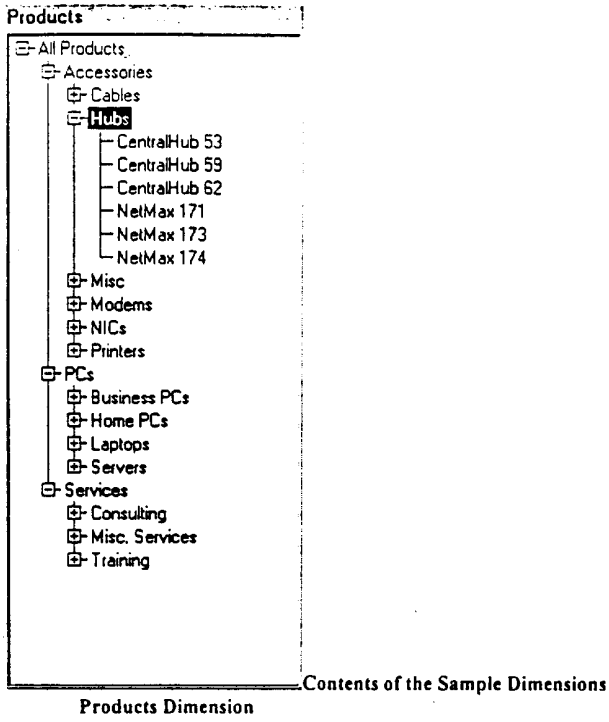 Products
All Products
Accessories
Cables
Hubs
CentralHub 53
CentralHub 59
CentralHub 62
NetMax 171
NetMax 173
NetMax 174
Misc
Modems
NICs
Printers
PCs
Business PCs
Home PCs
Laptops
Servers
Services
Consulting
Misc. Services
Training
Contents of the Sample Dimensions
Products Dimension